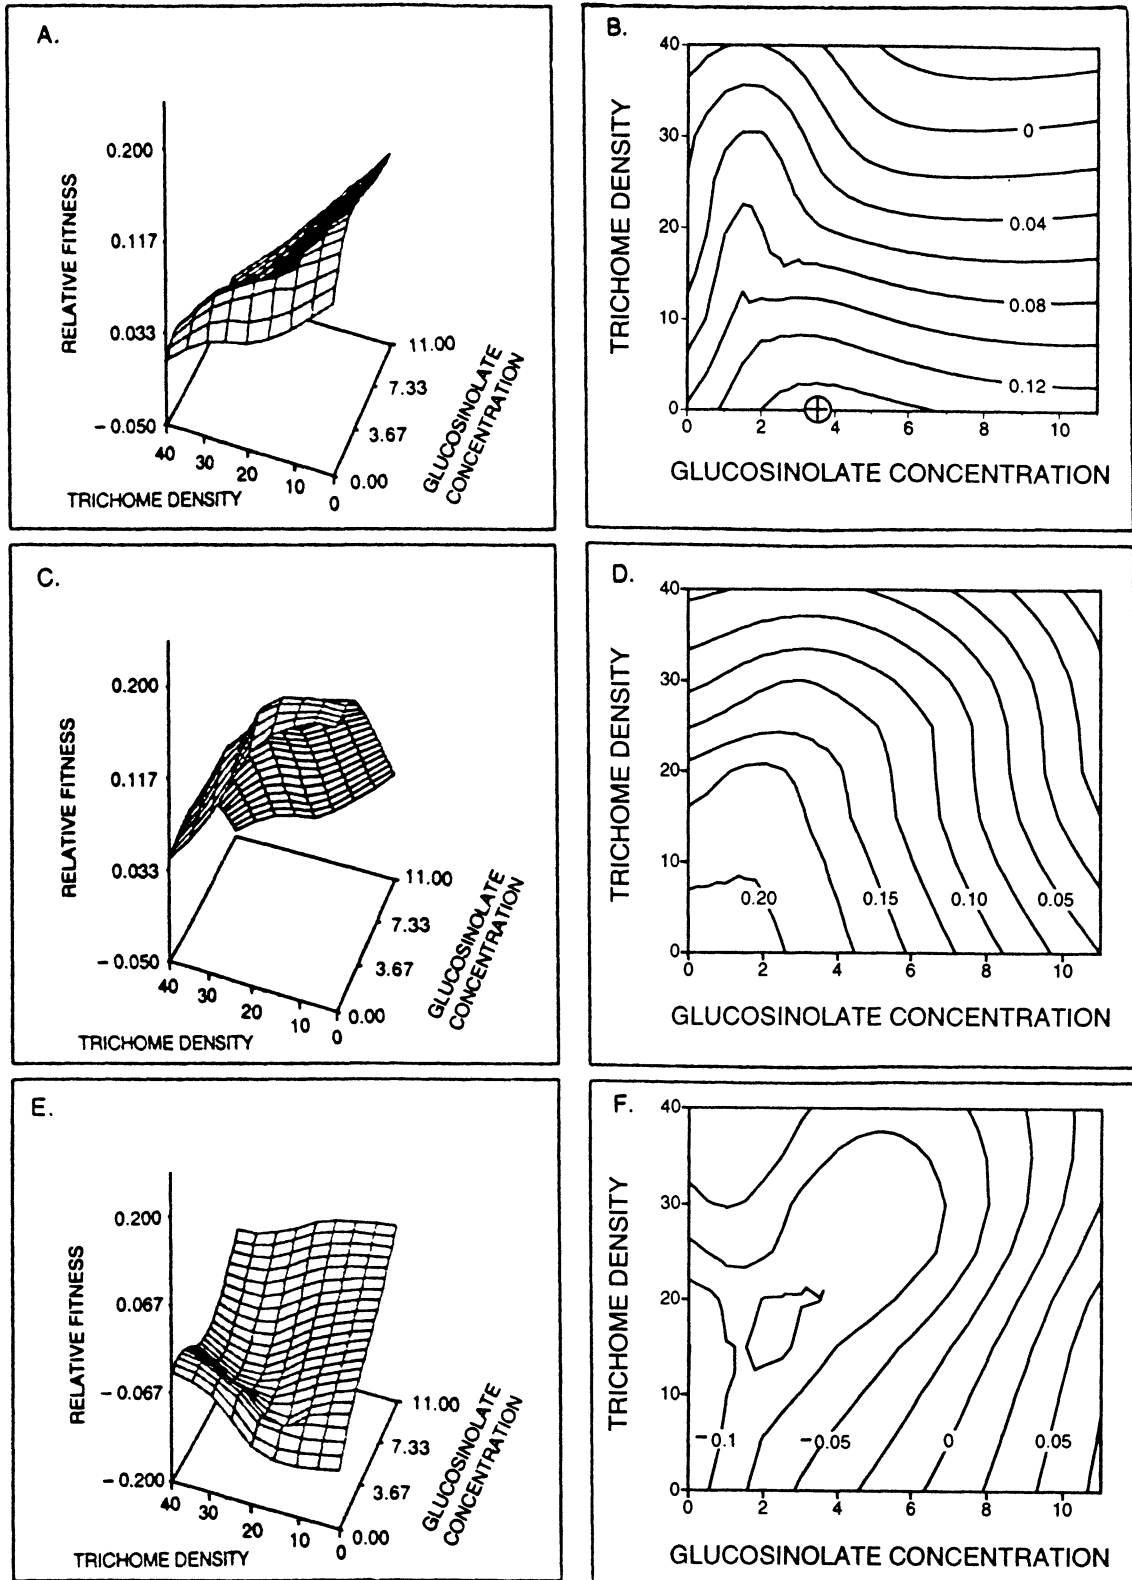 A.
RELATIVE FITNESS
0.200
0.117
0.033
-0.050
40
30
20
10
0
TRICHOME DENSITY
0.00
3.67
7.33
11.00
GLUCOSINOLATE
CONCENTRATION
B.
TRICHOME DENSITY
40
30
20
10
0
0
0.04
0.08
0.12
0 2 4 6 8 10
GLUCOSINOLATE CONCENTRATION
C.
RELATIVE FITNESS
0.200
0.117
0.033
-0.050
40
30
20
10
0
TRICHOME DENSITY
0.00
3.67
7.33
11.00
GLUCOSINOLATE
CONCENTRATION
D.
TRICHOME DENSITY
40
30
20
10
0
0.20 0.15 0.10 0.05
0 2 4 6 8 10
GLUCOSINOLATE CONCENTRATION
E.
RELATIVE FITNESS
0.200
0.067
-0.067
-0.200
40
30
20
10
0
TRICHOME DENSITY
0.00
3.67
7.33
11.00
GLUCOSINOLATE
CONCENTRATION
F.
TRICHOME DENSITY
40
30
20
10
0
-0.1 -0.05 0 0.05
0 2 4 6 8 10
GLUCOSINOLATE CONCENTRATION